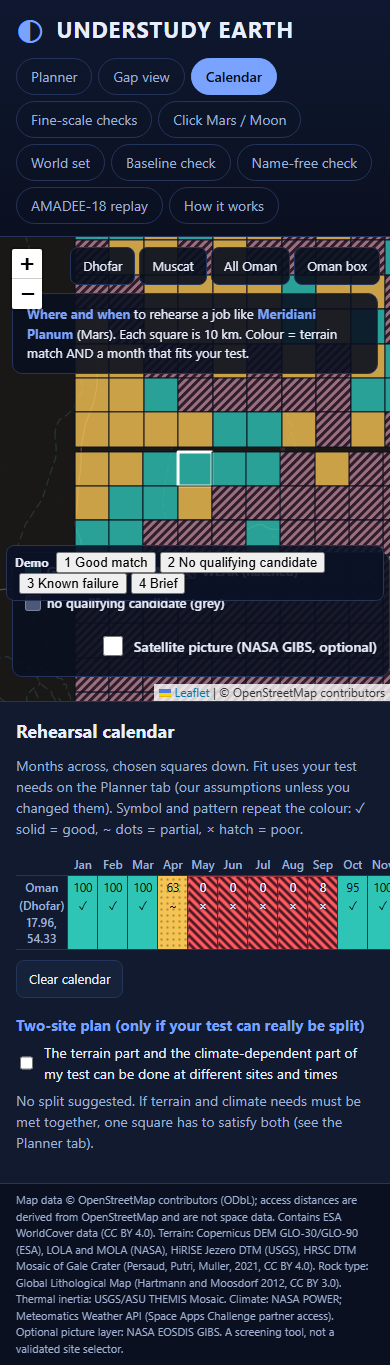 UNDERSTUDY EARTH
Planner
Gap view
Calendar
Fine-scale checks
Click Mars / Moon
World set
Baseline check
Name-free check
AMADEE-18 replay
How it works
+
−
Dhofar
Muscat
All Oman
Oman box
Where and when to rehearse a job like Meridiani
Planum (Mars). Each square is 10 km. Colour = terrain
match AND a month that fits your test.
Demo
1 Good match
2 No qualifying candidate
3 Known failure
4 Brief
no qualifying candidate (grey)
Satellite picture (NASA GIBS, optional)
Leaflet | © OpenStreetMap contributors
Rehearsal calendar
Months across, chosen squares down. Fit uses your test
needs on the Planner tab (our assumptions unless you
changed them). Symbol and pattern repeat the colour: ✓
solid = good, ~ dots = partial, × hatch = poor.
Jan Feb Mar Apr May Jun Jul Aug Sep Oct Nov
Oman 100 100 100 63 0 0 0 0 8 95 100
(Dhofar) ✓ ✓ ✓ ~ × × × × × ✓ ✓
17.96,
54.33
Clear calendar
Two-site plan (only if your test can really be split)
The terrain part and the climate-dependent part of
my test can be done at different sites and times
No split suggested. If terrain and climate needs must be
met together, one square has to satisfy both (see the
Planner tab).
Map data © OpenStreetMap contributors (ODbL); access distances are
derived from OpenStreetMap and are not space data. Contains ESA
WorldCover data (CC BY 4.0). Terrain: Copernicus DEM GLO-30/GLO-90
(ESA), LOLA and MOLA (NASA), HiRISE Jezero DTM (USGS), HRSC DTM
Mosaic of Gale Crater (Persaud, Putri, Muller, 2021, CC BY 4.0). Rock type:
Global Lithological Map (Hartmann and Moosdorf 2012, CC BY 3.0).
Thermal inertia: USGS/ASU THEMIS Mosaic. Climate: NASA POWER;
Meteomatics Weather API (Space Apps Challenge partner access).
Optional picture layer: NASA EOSDIS GIBS. A screening tool, not a
validated site selector.